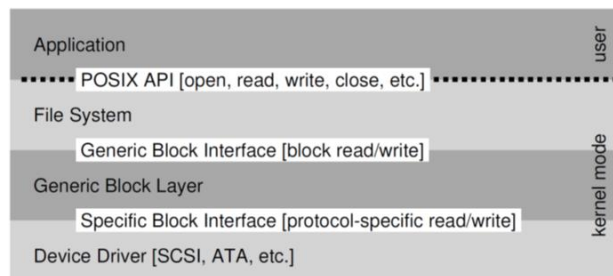 Application
user
POSIX API [open, read, write, close, etc.]
File System
Generic Block Interface [block read/write]
kernel mode
Generic Block Layer
Specific Block Interface [protocol-specific read/write]
Device Driver [SCSI, ATA, etc.]